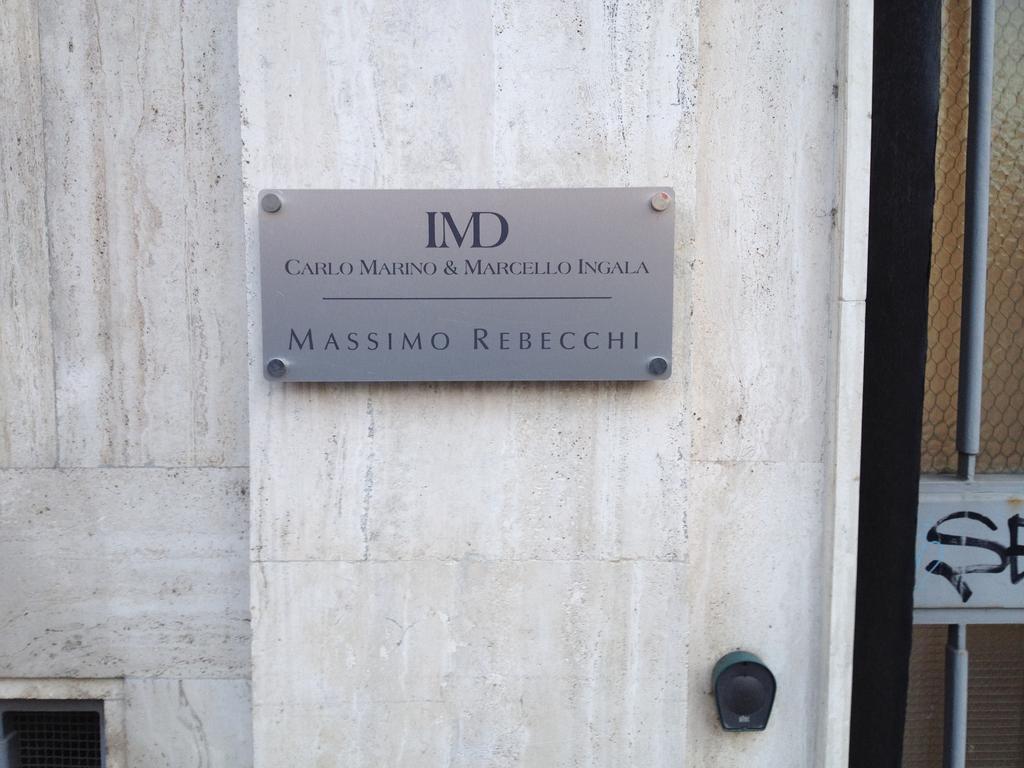 IMD
CARLO MARINO & MARCELLO INGALA
MASSIMO REBECCHI